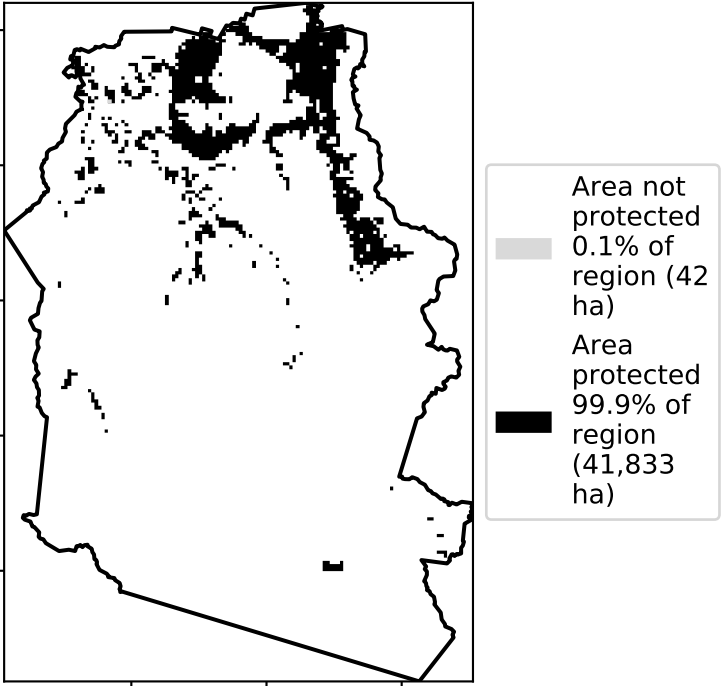 Area not
protected
0.1% of
region (42
ha)
Area
protected
99.9% of
region
(41,833
ha)